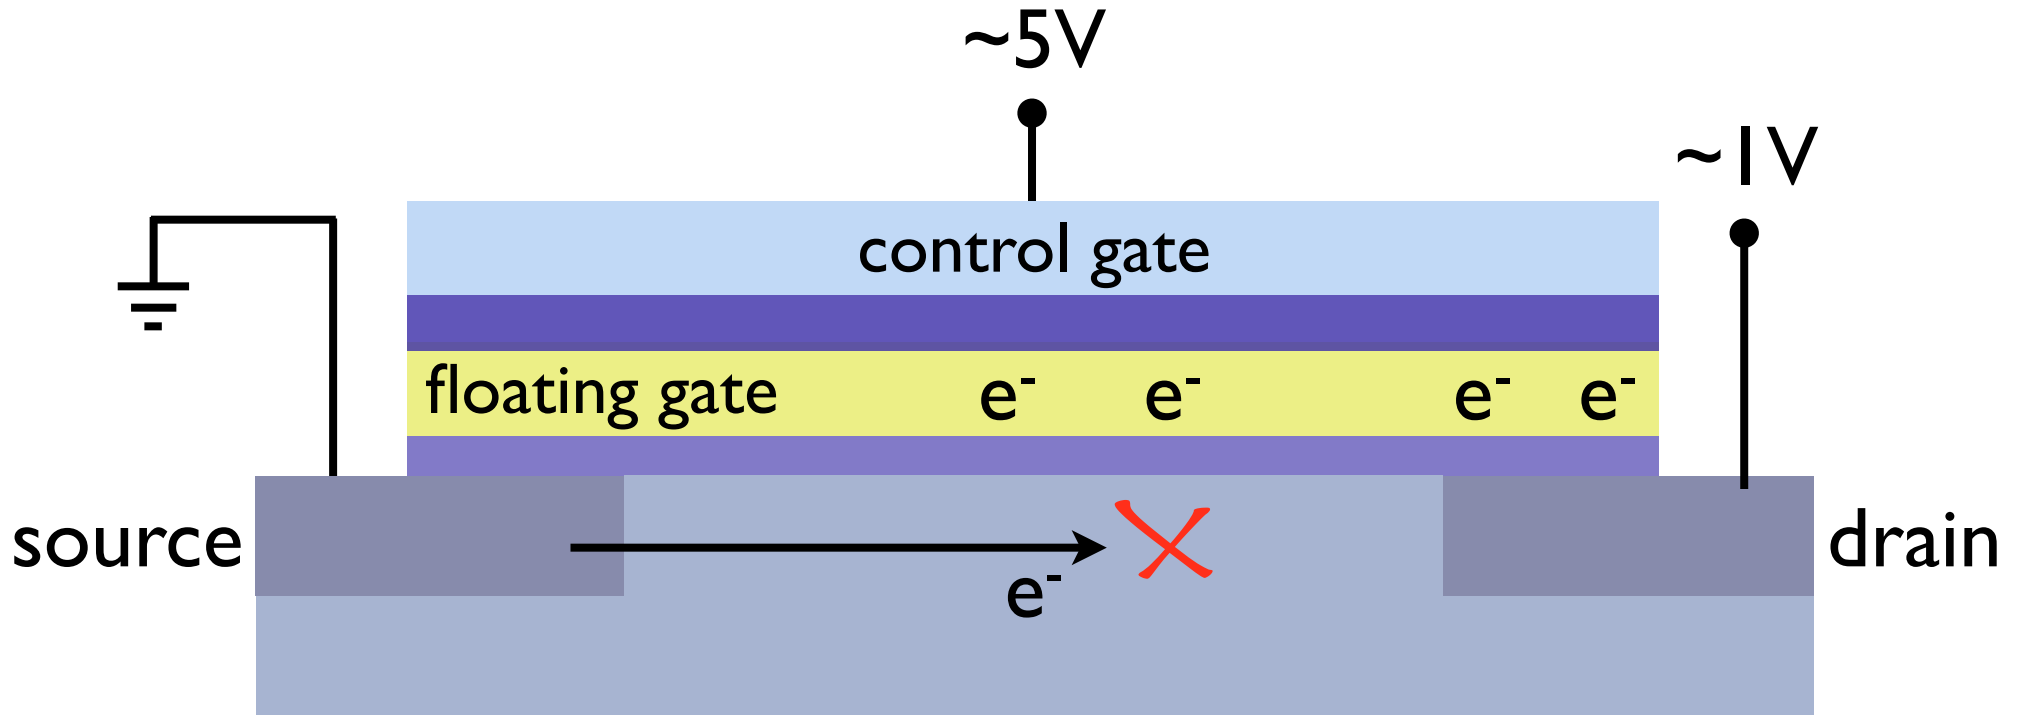 ~5V
~1V
control gate
floating gate e⁻ e⁻ e⁻ e⁻
source
drain
e⁻